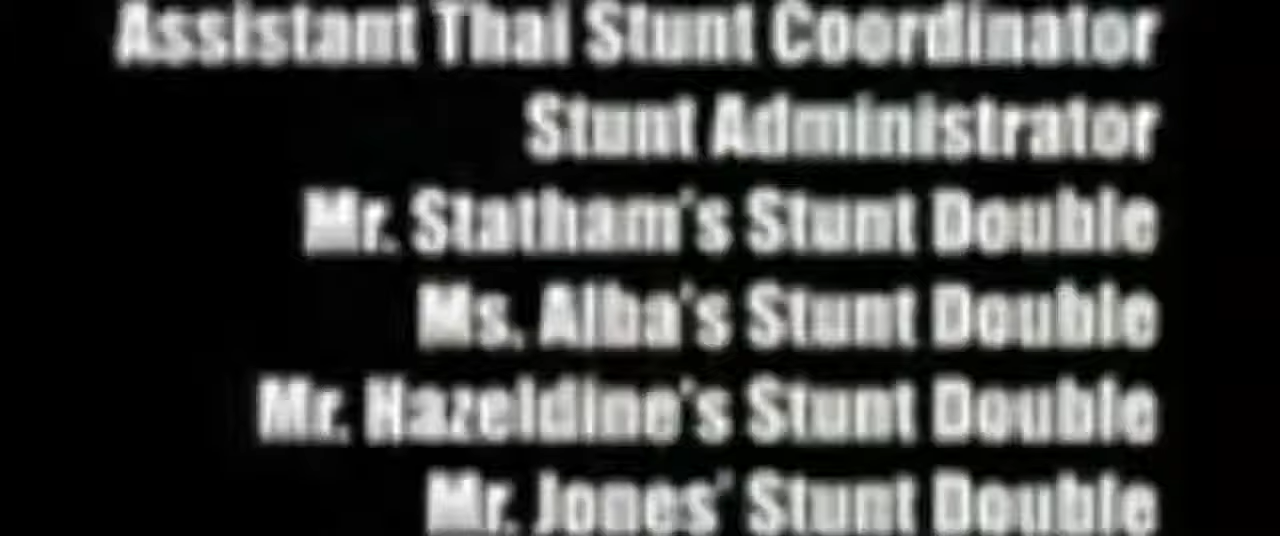 Assistant Thai Stunt Coordinator
Stunt Administrator
Mr. Statham's Stunt Double
Ms. Alba's Stunt Double
Mr. Hazeldine's Stunt Double
Mr. Jones' Stunt Double